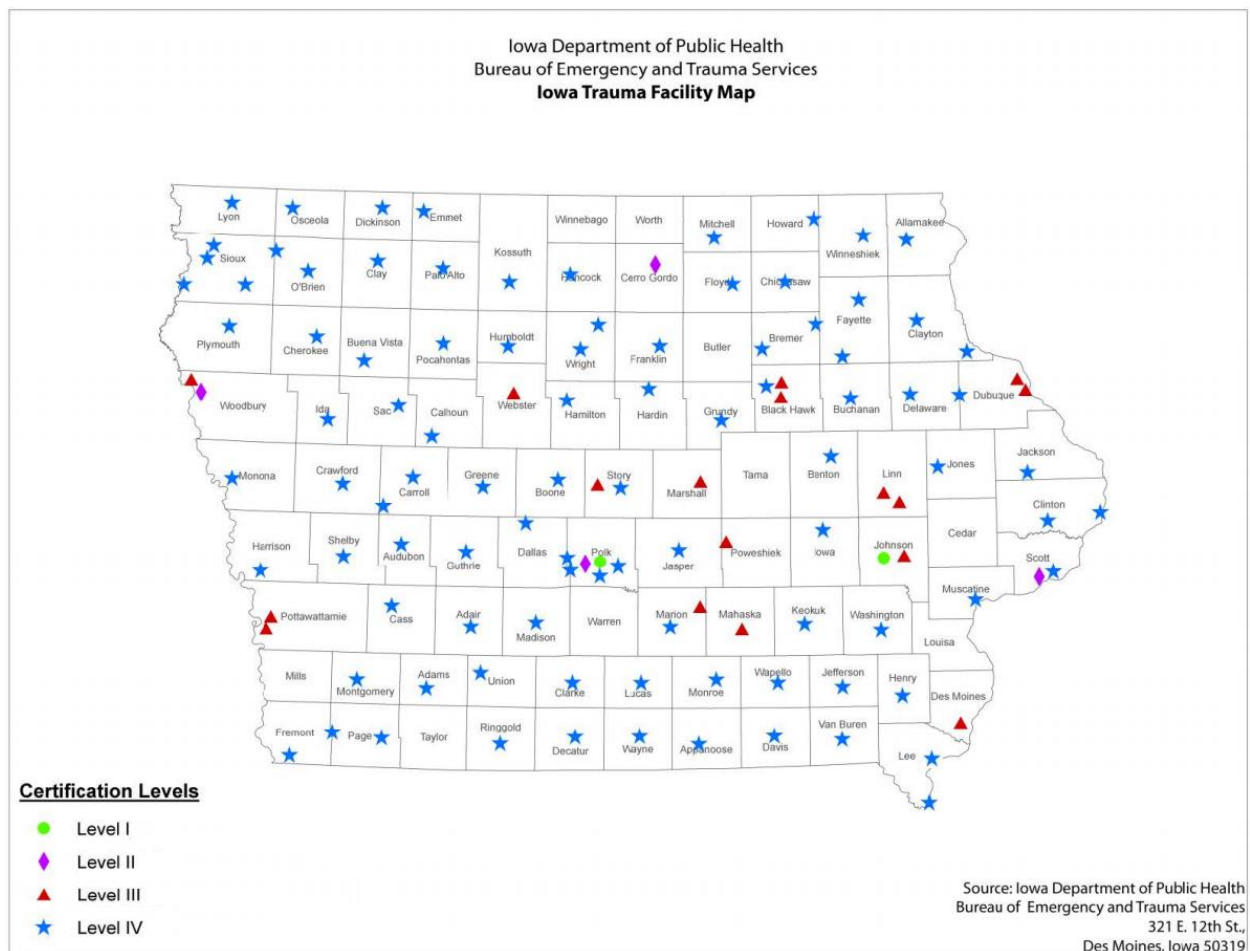 Iowa Department of Public Health
Bureau of Emergency and Trauma Services
Iowa Trauma Facility Map
Lyon
Osceola
Dickinson
Emmet
Winnebago
Worth
Mitchell
Howard
Winneshiek
Allamakee
Sioux
O'Brien
Clay
Palo Alto
Kossuth
Hancock
Cerro Gordo
Floyd
Chickasaw
Plymouth
Cherokee
Buena Vista
Pocahontas
Humboldt
Wright
Franklin
Butler
Bremer
Fayette
Clayton
Woodbury
Ida
Sac
Calhoun
Webster
Hamilton
Hardin
Grundy
Black Hawk
Buchanan
Delaware
Dubuque
Monona
Crawford
Carroll
Greene
Boone
Story
Marshall
Tama
Benton
Linn
Jones
Jackson
Clinton
Harrison
Shelby
Audubon
Guthrie
Dallas
Polk
Jasper
Poweshiek
Iowa
Johnson
Cedar
Scott
Muscatine
Pottawattamie
Cass
Adair
Madison
Warren
Marion
Mahaska
Keokuk
Washington
Louisa
Mills
Montgomery
Adams
Union
Clarke
Lucas
Monroe
Wapello
Jefferson
Henry
Des Moines
Fremont
Page
Taylor
Ringgold
Decatur
Wayne
Appanoose
Davis
Van Buren
Lee
Certification Levels
Level I
Level II
Level III
Level IV
Source: Iowa Department of Public Health
Bureau of Emergency and Trauma Services
321 E. 12th St.,
Des Moines, Iowa 50319